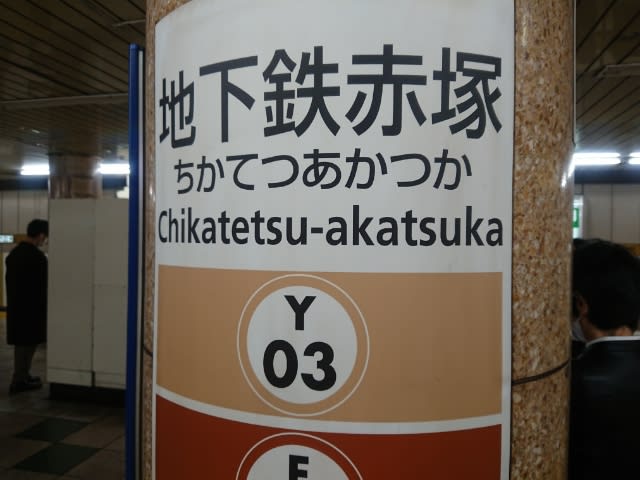 地下鉄赤塚
ちかてつあかつか
Chikatetsu-akatsuka
Y
03
F